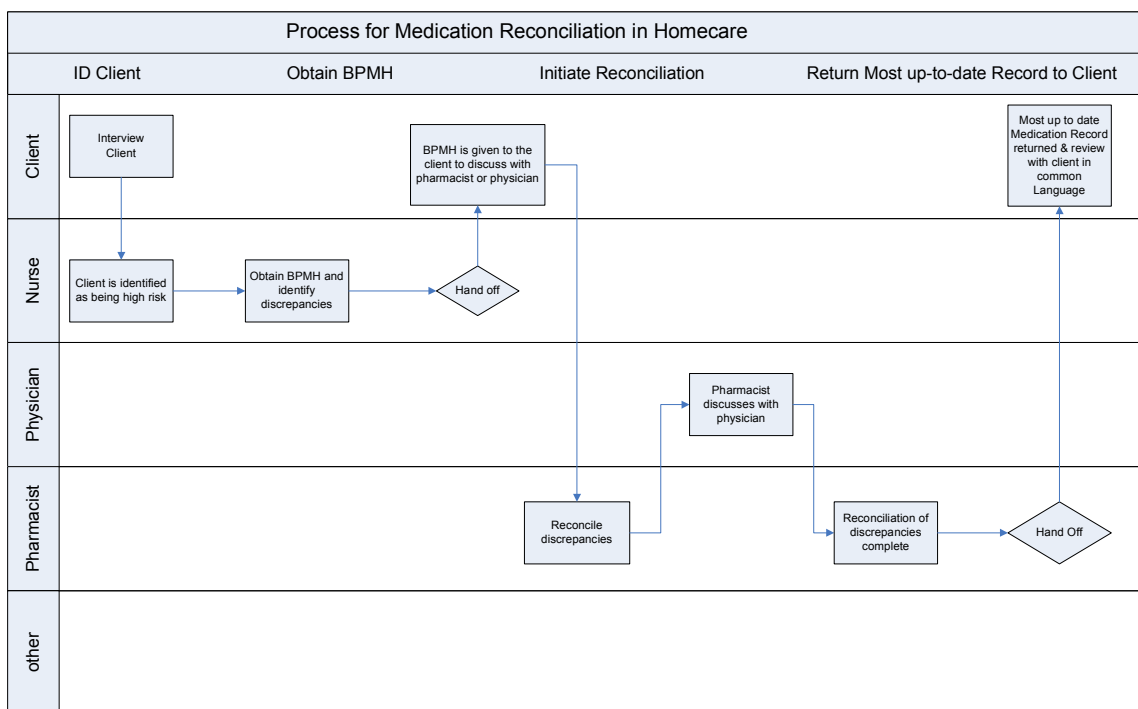 Process for Medication Reconciliation in Homecare
ID Client
Obtain BPMH
Initiate Reconciliation
Return Most up-to-date Record to Client
Client
Interview
Client
BPMH is given to the
client to discuss with
pharmacist or physician
Most up to date
Medication Record
returned & review
with client in
common
Language
Nurse
Client is identified
as being high risk
Obtain BPMH and
identify
discrepancies
Hand off
Physician
Pharmacist
discusses with
physician
Pharmacist
Reconcile
discrepancies
Reconciliation of
discrepancies
complete
Hand Off
other